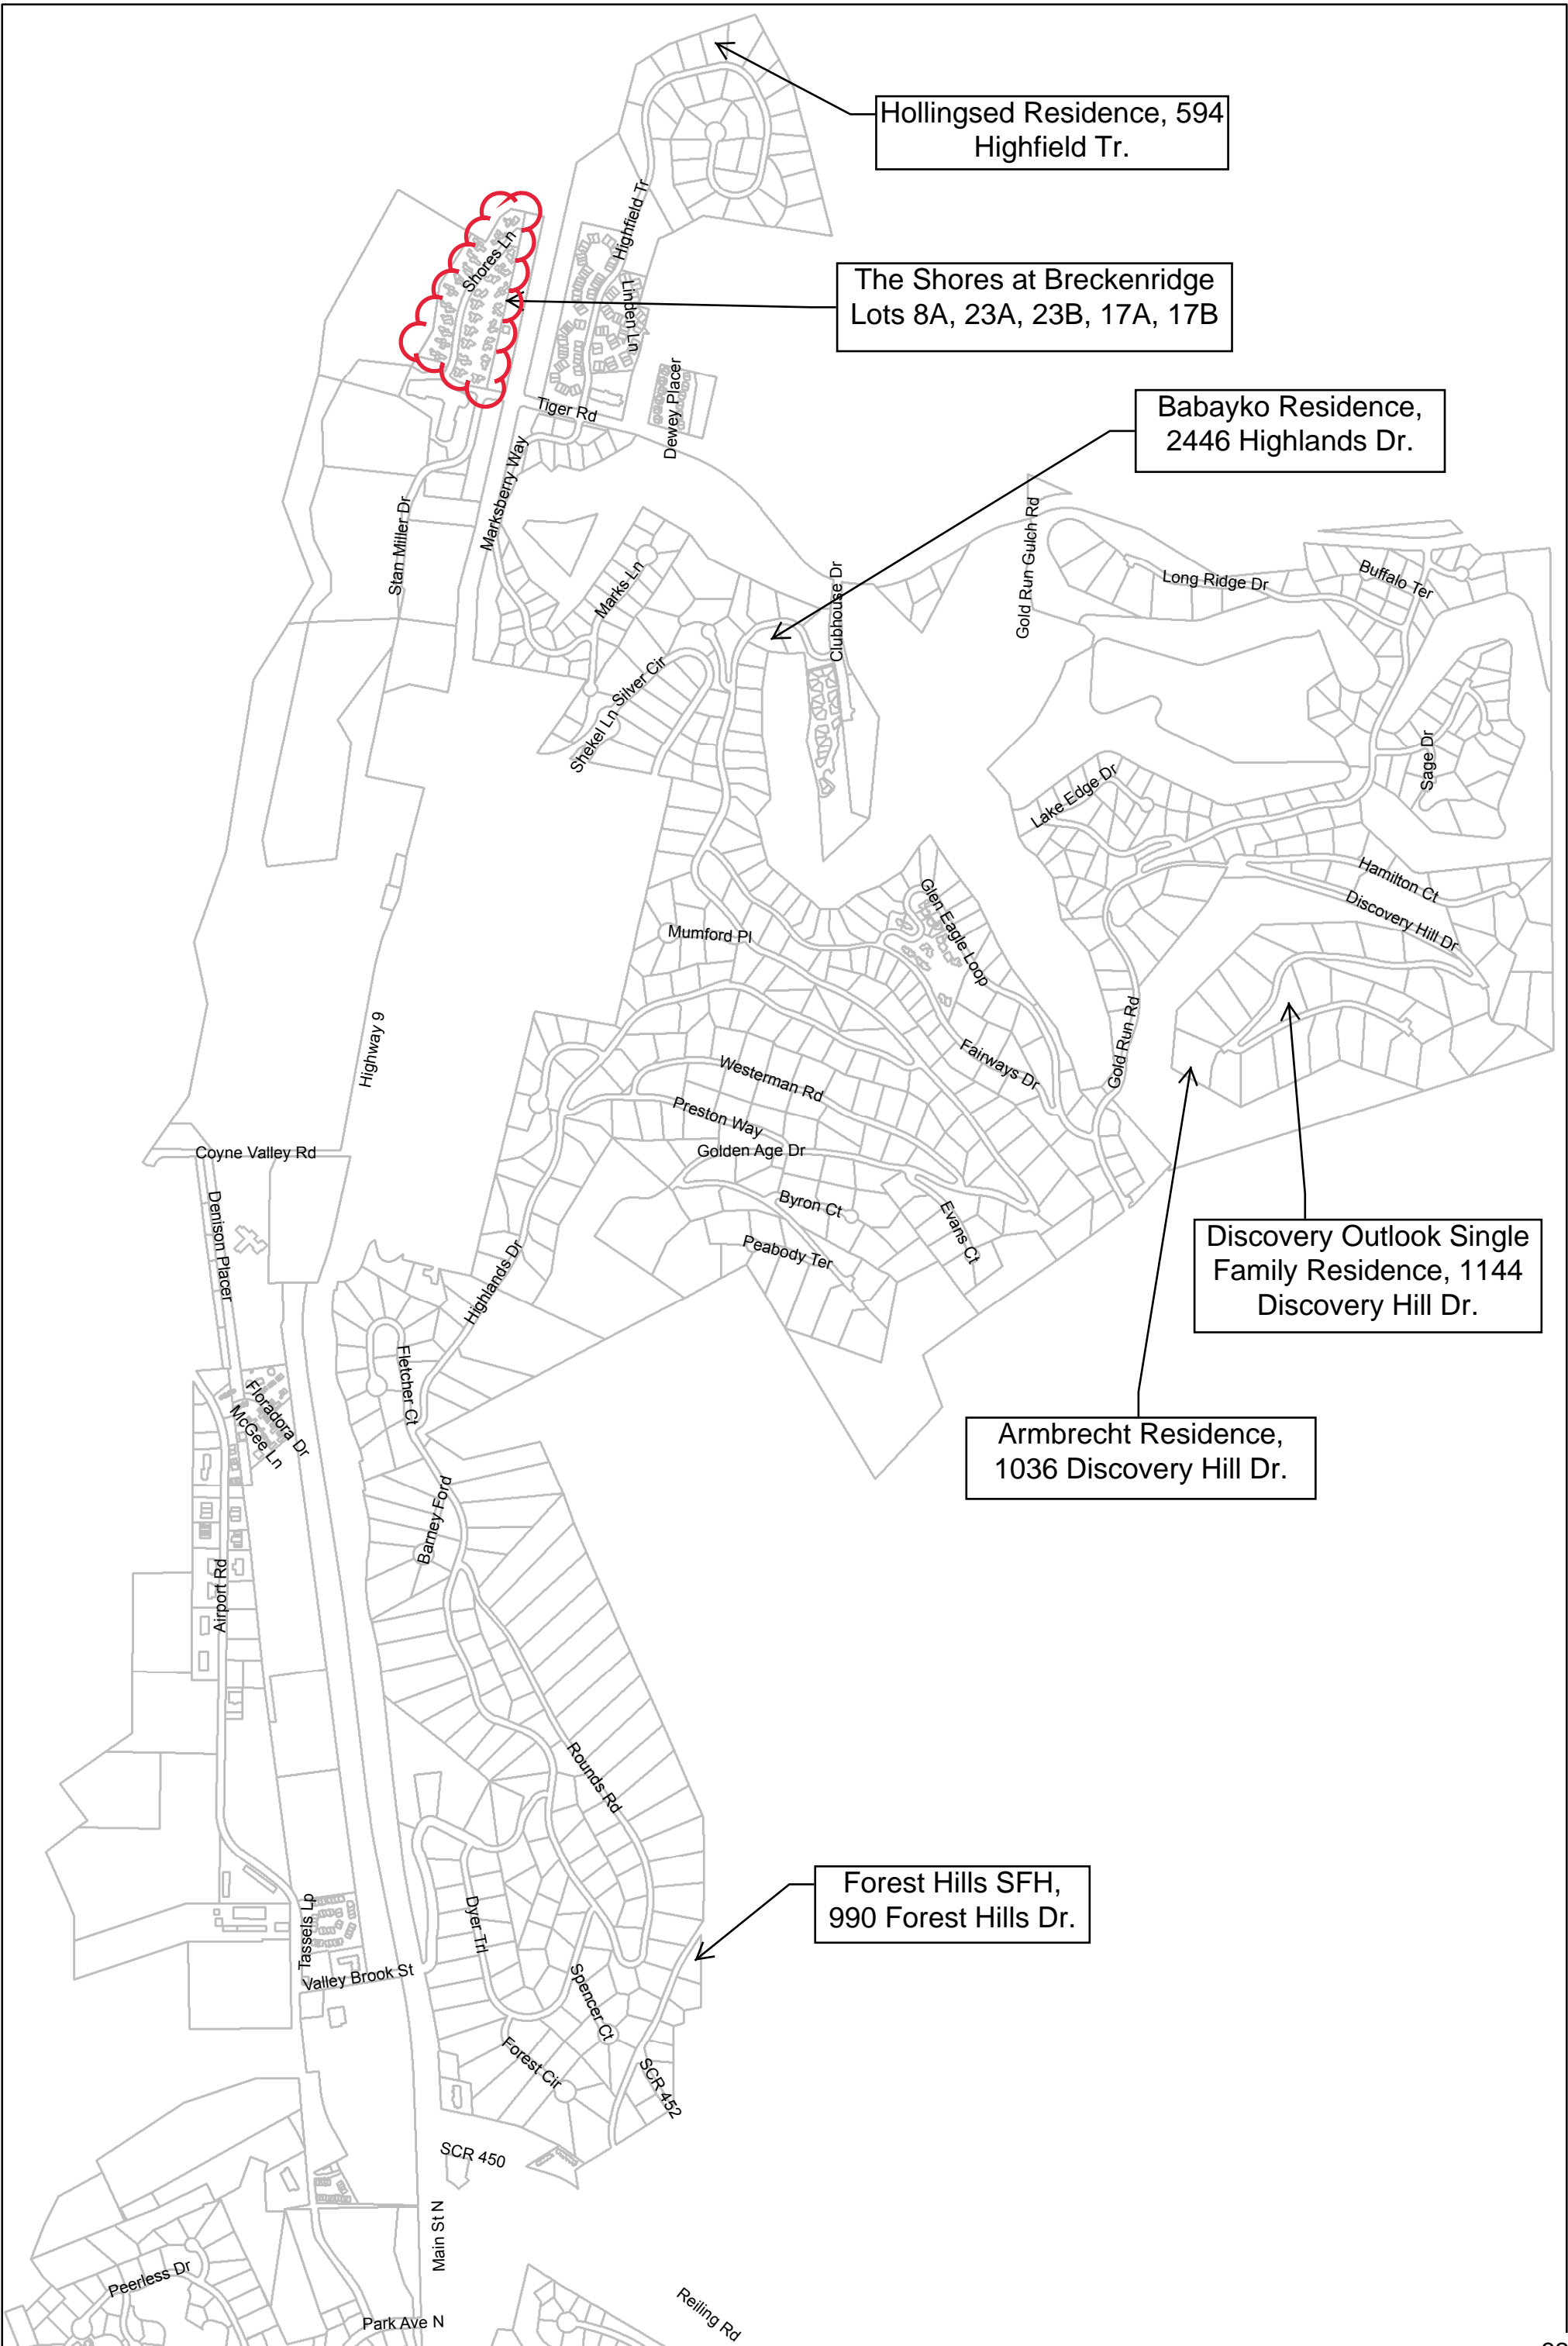 Hollingsed Residence, 594
Highfield Tr.
Highfield Tr
Shores Ln
The Shores at Breckenridge
Lots 8A, 23A, 23B, 17A, 17B
Linden Ln
Dewey Placer
Tiger Rd
Babayko Residence,
2446 Highlands Dr.
Marksberry Way
Stan Miller Dr
Gold Run Gulch Rd
Marks Ln
Clubhouse Dr
Long Ridge Dr
Buffalo Ter
Silver Cir
Shekel Ln
Sage Dr
Lake Edge Dr
Hamilton Ct
Discovery Hill Dr
Glen Eagle Loop
Mumford Pl
Highway 9
Gold Run Rd
Fairways Dr
Westerman Rd
Preston Way
Golden Age Dr
Coyne Valley Rd
Byron Ct
Evans Ct
Peabody Ter
Denison Placer
Highlands Dr
Discovery Outlook Single
Family Residence, 1144
Discovery Hill Dr.
Fletcher Ct
Floradora Dr
McGee Ln
Armbrecht Residence,
1036 Discovery Hill Dr.
Barney Ford
Airport Rd
Rounds Rd
Forest Hills SFH,
990 Forest Hills Dr.
Dyer Trl
Tassels Lp
Valley Brook St
Spencer Ct
Forest Cir
SCR 452
SCR 450
Main St N
Peerless Dr
Park Ave N
Reiling Rd